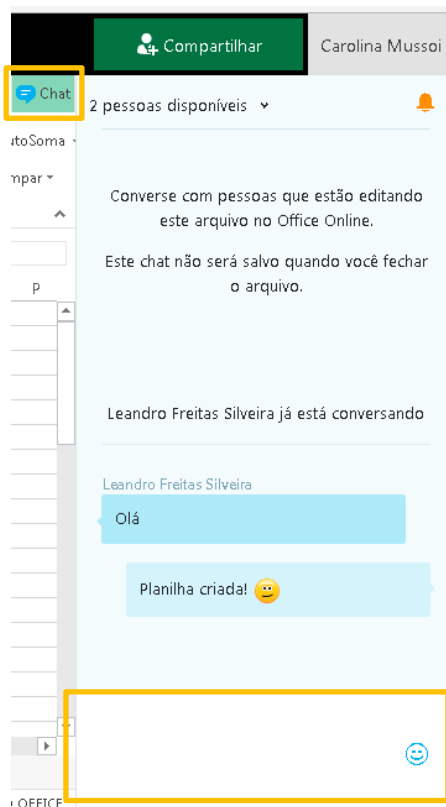 Compartilhar
Carolina Mussoi
Chat
2 pessoas disponíveis
utoSoma
mpar
Converse com pessoas que estão editando
este arquivo no Office Online.
Este chat não será salvo quando você fechar
o arquivo.
P
Leandro Freitas Silveira já está conversando
Leandro Freitas Silveira
Olá
Planilha criada!
OFFICE